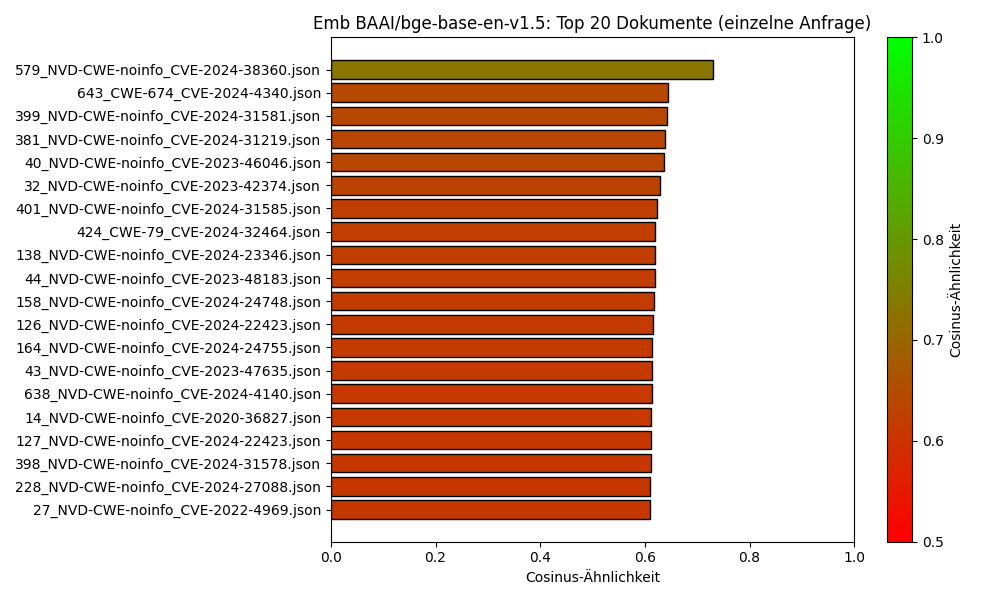 Emb BAAI/bge-base-en-v1.5: Top 20 Dokumente (einzelne Anfrage)
579_NVD-CWE-noinfo_CVE-2024-38360.json
643_CWE-674_CVE-2024-4340.json
399_NVD-CWE-noinfo_CVE-2024-31581.json
381_NVD-CWE-noinfo_CVE-2024-31219.json
40_NVD-CWE-noinfo_CVE-2023-46046.json
32_NVD-CWE-noinfo_CVE-2023-42374.json
401_NVD-CWE-noinfo_CVE-2024-31585.json
424_CWE-79_CVE-2024-32464.json
138_NVD-CWE-noinfo_CVE-2024-23346.json
44_NVD-CWE-noinfo_CVE-2023-48183.json
158_NVD-CWE-noinfo_CVE-2024-24748.json
126_NVD-CWE-noinfo_CVE-2024-22423.json
164_NVD-CWE-noinfo_CVE-2024-24755.json
43_NVD-CWE-noinfo_CVE-2023-47635.json
638_NVD-CWE-noinfo_CVE-2024-4140.json
14_NVD-CWE-noinfo_CVE-2020-36827.json
127_NVD-CWE-noinfo_CVE-2024-22423.json
398_NVD-CWE-noinfo_CVE-2024-31578.json
228_NVD-CWE-noinfo_CVE-2024-27088.json
27_NVD-CWE-noinfo_CVE-2022-4969.json
0.0 0.2 0.4 0.6 0.8 1.0
Cosinus-Ähnlichkeit
1.0
0.9
0.8
0.7
0.6
0.5
Cosinus-Ähnlichkeit